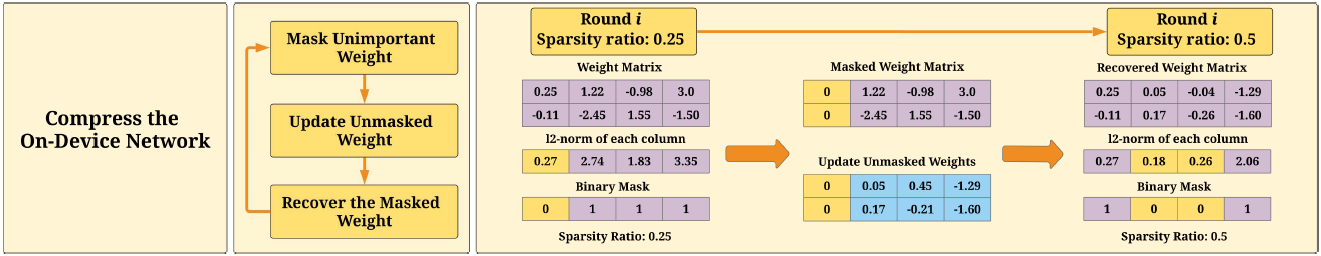 Compress the
On-Device Network
Mask Unimportant
Weight
Update Unmasked
Weight
Recover the Masked
Weight
Round i
Sparsity ratio: 0.25
Weight Matrix
0.25 1.22 -0.98 3.0
-0.11 -2.45 1.55 -1.50
l2-norm of each column
0.27 2.74 1.83 3.35
Binary Mask
0 1 1 1
Sparsity Ratio: 0.25
Masked Weight Matrix
0 1.22 -0.98 3.0
0 -2.45 1.55 -1.50
Update Unmasked Weights
0 0.05 0.45 -1.29
0 0.17 -0.21 -1.60
Round i
Sparsity ratio: 0.5
Recovered Weight Matrix
0.25 0.05 -0.04 -1.29
-0.11 0.17 -0.26 -1.60
l2-norm of each column
0.27 0.18 0.26 2.06
Binary Mask
1 0 0 1
Sparsity Ratio: 0.5